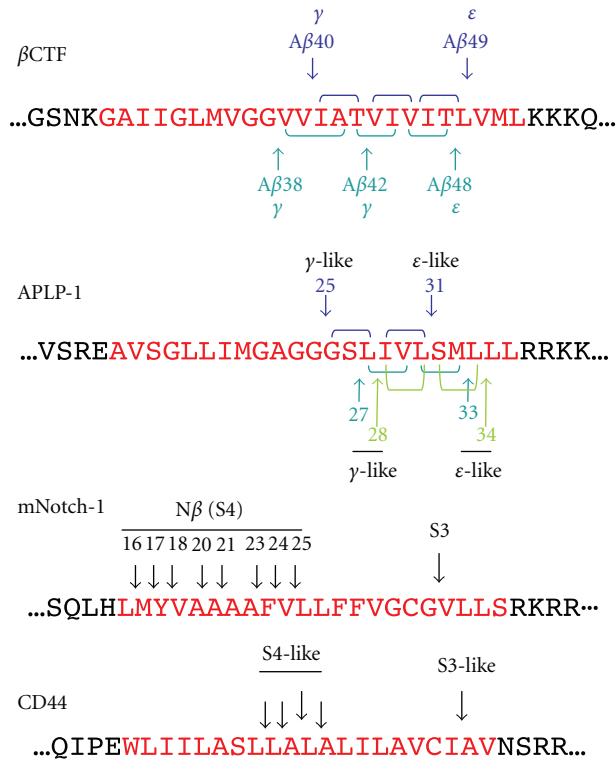 γ ε
Aβ40 Aβ49
βCTF
...GSNKGAIIGLMVGGVVIATVIVITLVMLKKKQ...
Aβ38 Aβ42 Aβ48
γ γ ε
γ-like ε-like
25 31
APLP-1
...VSREAVSGLLIMGAGGGSLIVLSMLLLRRKK...
27 33
28 34
γ-like ε-like
mNotch-1 Nβ (S4)
S3
16 17 18 20 21 23 24 25
...SQLHLMYVAAAAFVLLFFVGCGVLLSRKRR...
S4-like S3-like
CD44
...QIPEWLIILASLLALALILAVCIAVNSRR...